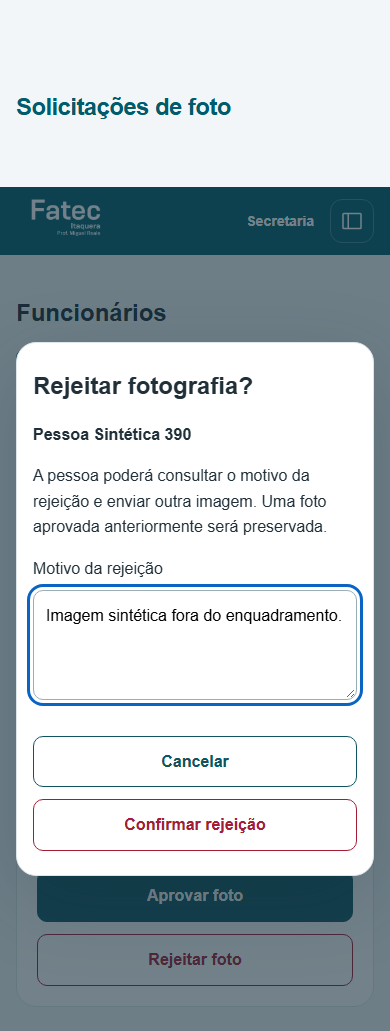 Solicitações de foto
Fatec
Itaquera
Prof. Miguel Reale
Secretaria
Funcionários
Rejeitar fotografia?
Pessoa Sintética 390
A pessoa poderá consultar o motivo da
rejeição e enviar outra imagem. Uma foto
aprovada anteriormente será preservada.
Motivo da rejeição
Imagem sintética fora do enquadramento.
Cancelar
Confirmar rejeição
Aprovar foto
Rejeitar foto